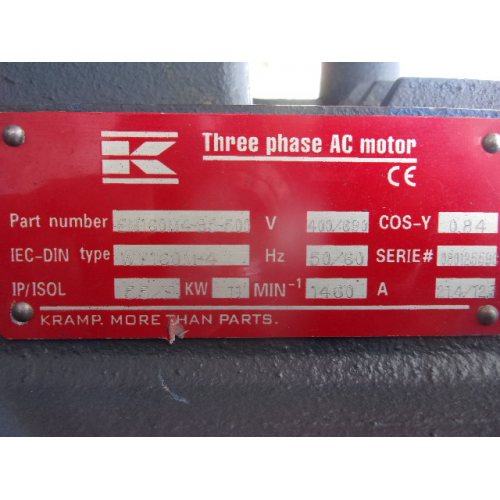 K
Three phase AC motor
CE
Part number V 400/690 COS-Y 0.84
IEC-DIN type Hz 50/60 SERIE#
IP/ISOL KW 11 MIN-1 1460 A
KRAMP. MORE THAN PARTS.